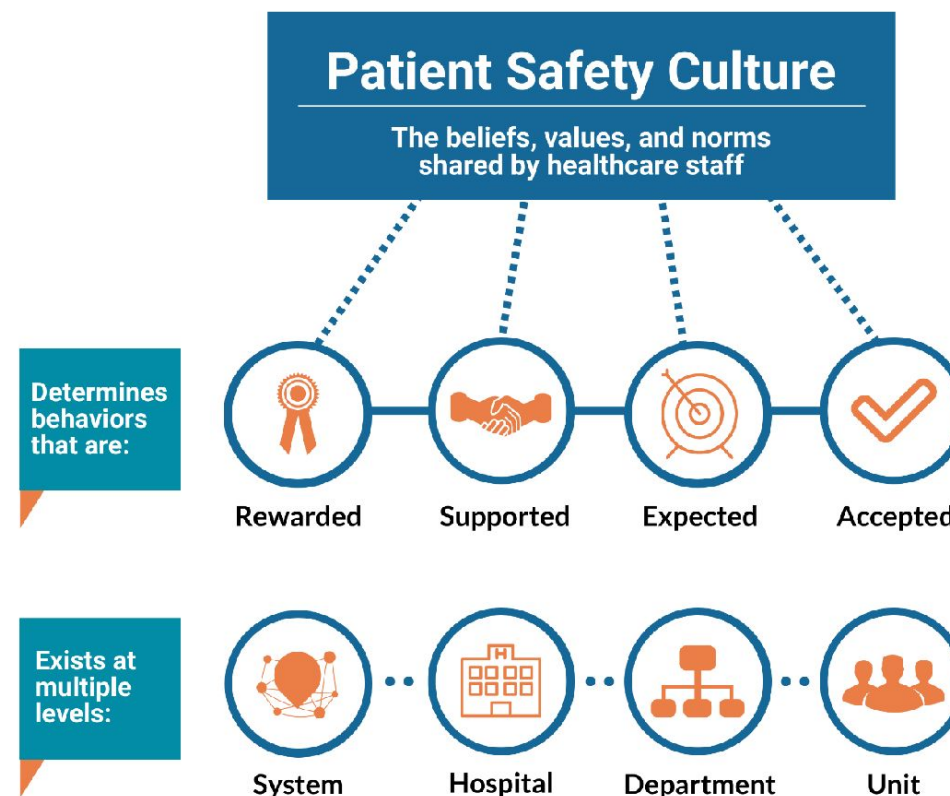 Patient Safety Culture
The beliefs, values, and norms
shared by healthcare staff
Determines
behaviors
that are:
Rewarded
Supported
Expected
Accepted
Exists at
multiple
levels:
H
System
Hospital
Department
Unit